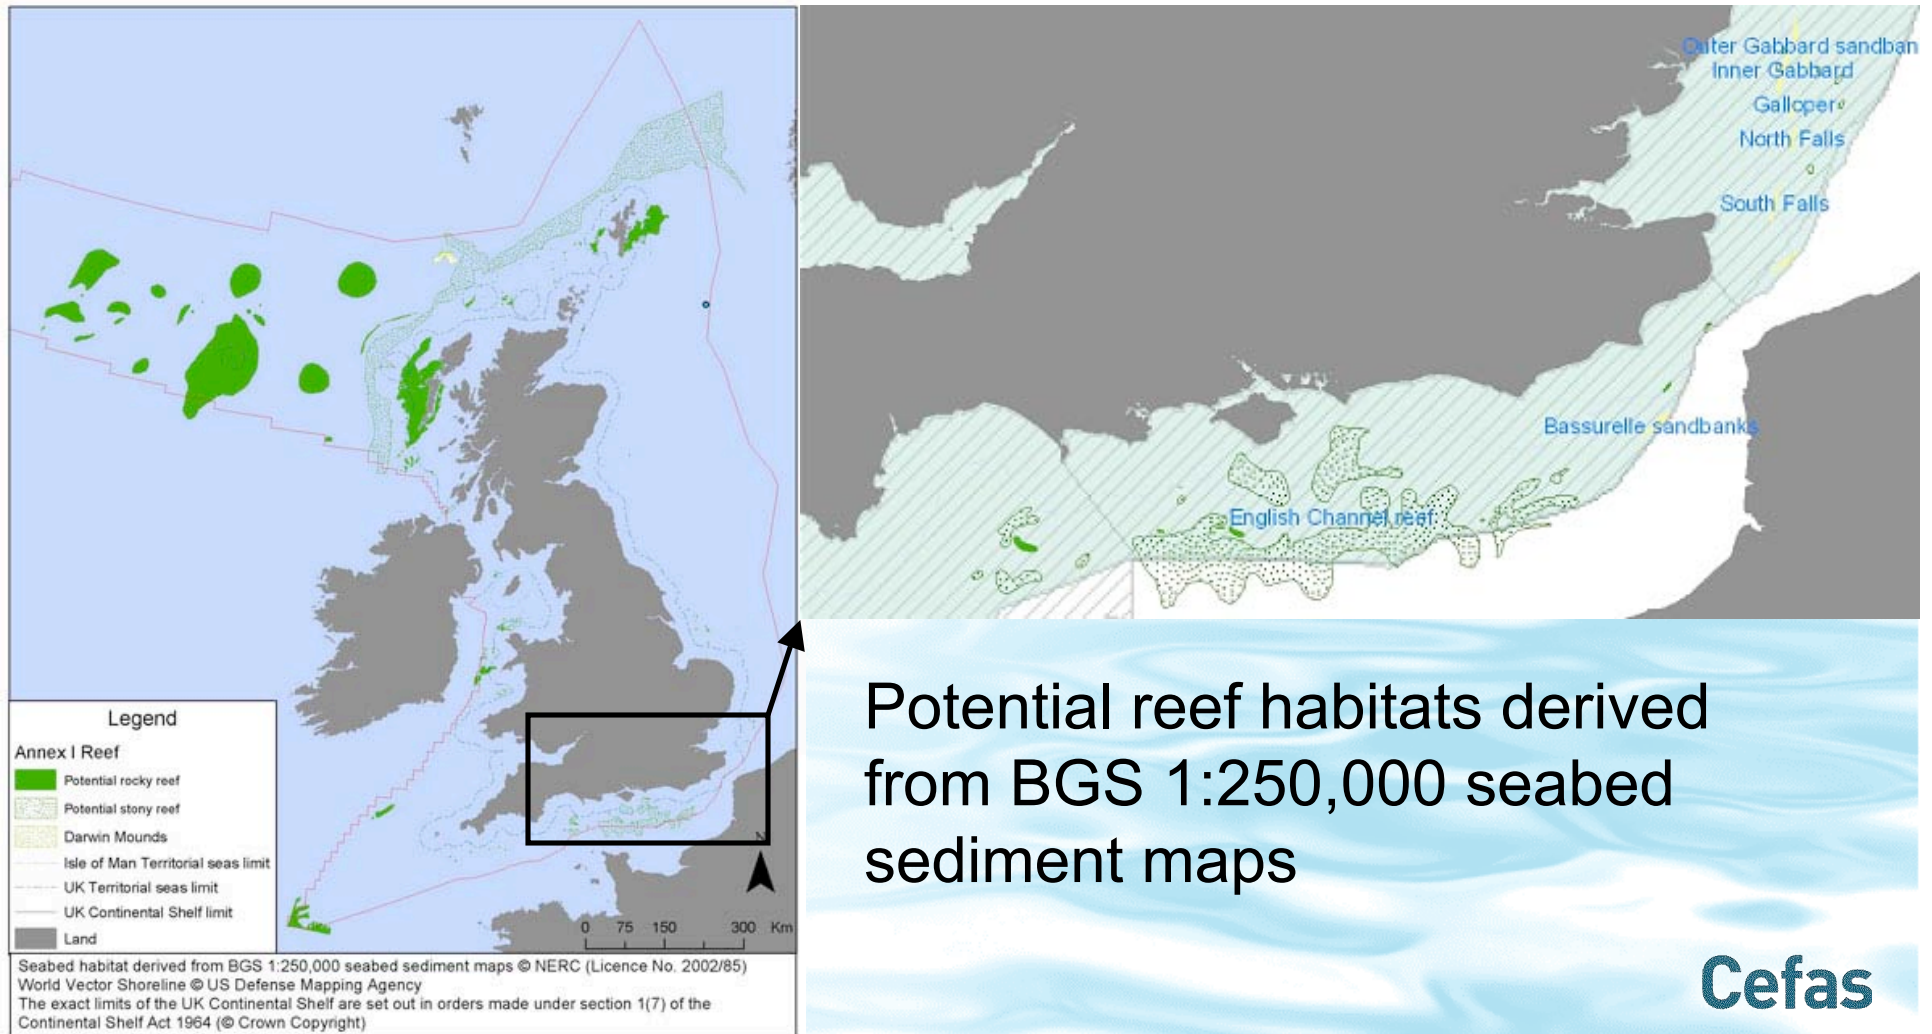 Legend
Annex I Reef
Potential rocky reef
Potential stony reef
Darwin Mounds
Isle of Man Territorial seas limit
UK Territorial seas limit
UK Continental Shelf limit
Land
N
0 75 150 300 Km
Seabed habitat derived from BGS 1:250,000 seabed sediment maps © NERC (Licence No. 2002/85)
World Vector Shoreline © US Defense Mapping Agency
The exact limits of the UK Continental Shelf are set out in orders made under section 1(7) of the
Continental Shelf Act 1964 (© Crown Copyright)
Outer Gabbard sandban
Inner Gabbard
Galloper
North Falls
South Falls
Bassurelle sandbanks
English Channel reef
Potential reef habitats derived
from BGS 1:250,000 seabed
sediment maps
Cefas